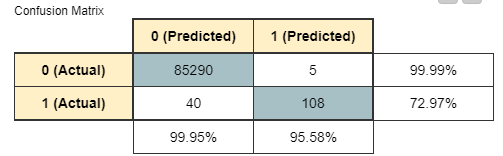 Confusion Matrix
0 (Predicted) 1 (Predicted)
0 (Actual) 85290 5 99.99%
1 (Actual) 40 108 72.97%
99.95% 95.58%